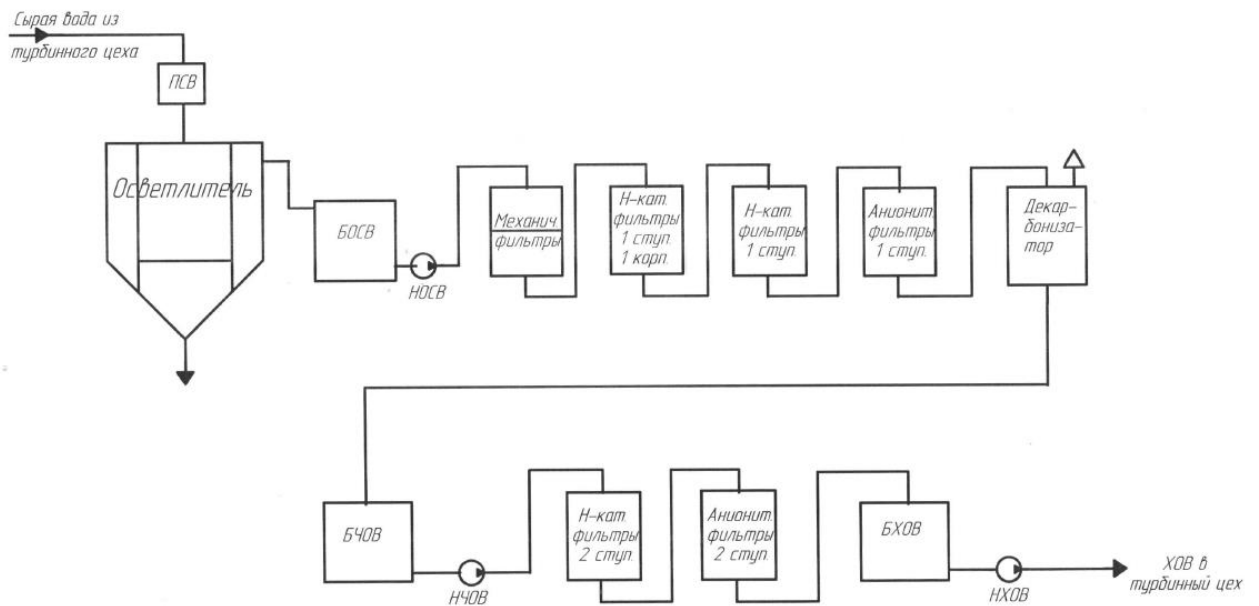 Сырая вода из
турбинного цеха
ПСВ
Осветлитель
БОСВ
НОСВ
Механич.
фильтры
Н-кат.
фильтры
1 ступ.
1 корп.
Н-кат.
фильтры
1 ступ.
Анионит.
фильтры
1 ступ.
Декар-
бониза-
тор
БЧОВ
НЧОВ
Н-кат.
фильтры
2 ступ.
Анионит.
фильтры
2 ступ.
БХОВ
НХОВ
ХОВ в
турбинный цех